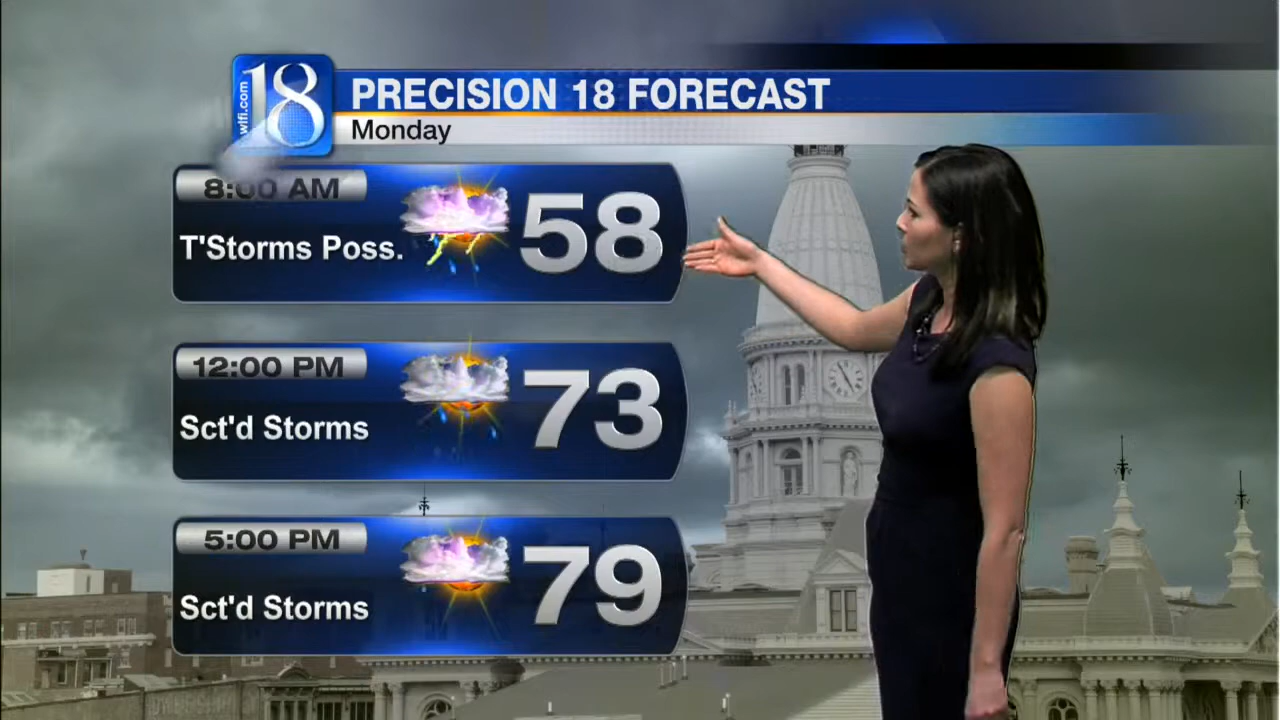 wlfi.com
18
PRECISION 18 FORECAST
Monday
8:00 AM
T'Storms Poss.
58
12:00 PM
Sct'd Storms
73
5:00 PM
Sct'd Storms
79